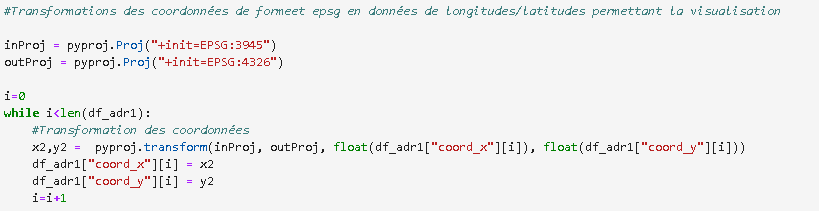 #Transformations des coordonnées de formeet epsg en données de longitudes/latitudes permettant la visualisation
inProj = pyproj.Proj("+init=EPSG:3945")
outProj = pyproj.Proj("+init=EPSG:4326")
i=0
while i<len(df_adr1):
    #Transformation des coordonnées
    x2,y2 =  pyproj.transform(inProj, outProj, float(df_adr1["coord_x"][i]), float(df_adr1["coord_y"][i]))
    df_adr1["coord_x"][i] = x2
    df_adr1["coord_y"][i] = y2
    i=i+1